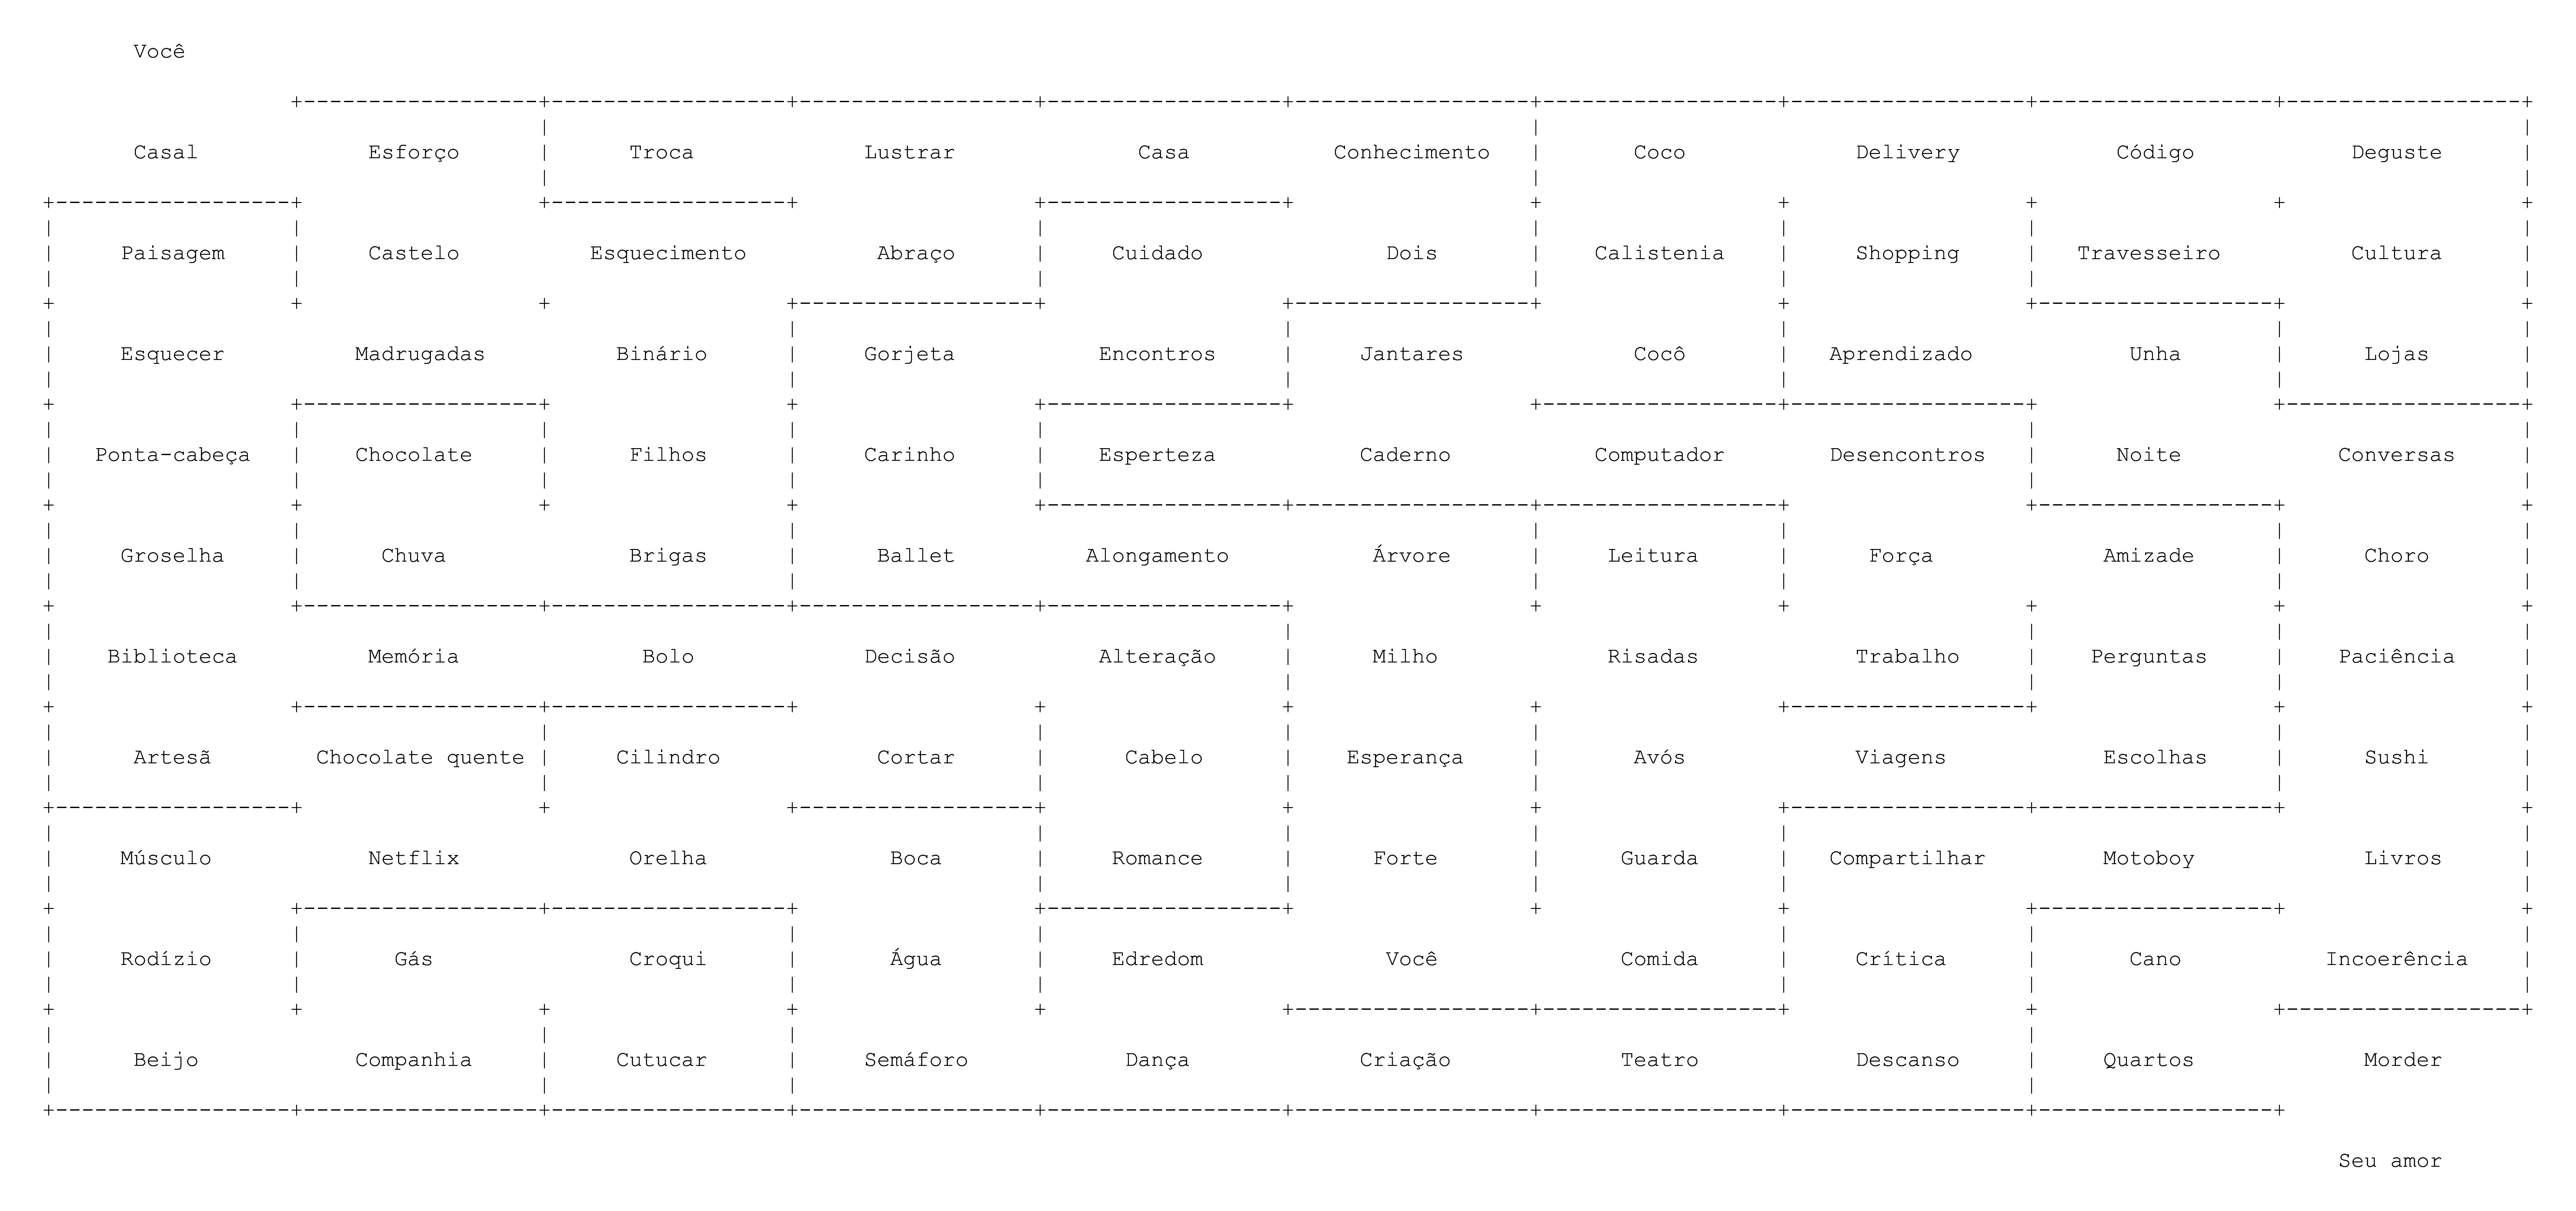 Você
Casal Esforço Troca Lustrar Casa Conhecimento Coco Delivery Código Deguste
Paisagem Castelo Esquecimento Abraço Cuidado Dois Calistenia Shopping Travesseiro Cultura
Esquecer Madrugadas Binário Gorjeta Encontros Jantares Cocô Aprendizado Unha Lojas
Ponta-cabeça Chocolate Filhos Carinho Esperteza Caderno Computador Desencontros Noite Conversas
Groselha Chuva Brigas Ballet Alongamento Árvore Leitura Força Amizade Choro
Biblioteca Memória Bolo Decisão Alteração Milho Risadas Trabalho Perguntas Paciência
Artesã Chocolate quente Cilindro Cortar Cabelo Esperança Avós Viagens Escolhas Sushi
Músculo Netflix Orelha Boca Romance Forte Guarda Compartilhar Motoboy Livros
Rodízio Gás Croqui Água Edredom Você Comida Crítica Cano Incoerência
Beijo Companhia Cutucar Semáforo Dança Criação Teatro Descanso Quartos Morder
Seu amor